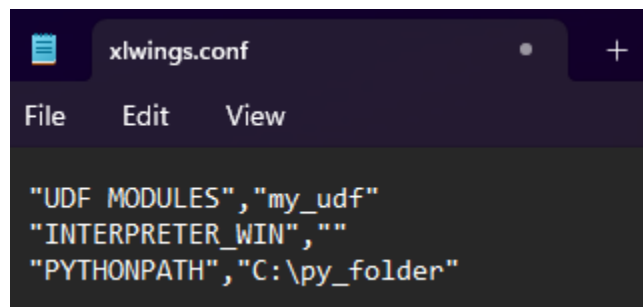 xlwings.conf
File Edit View
"UDF MODULES","my_udf"
"INTERPRETER_WIN",""
"PYTHONPATH","C:\py_folder"